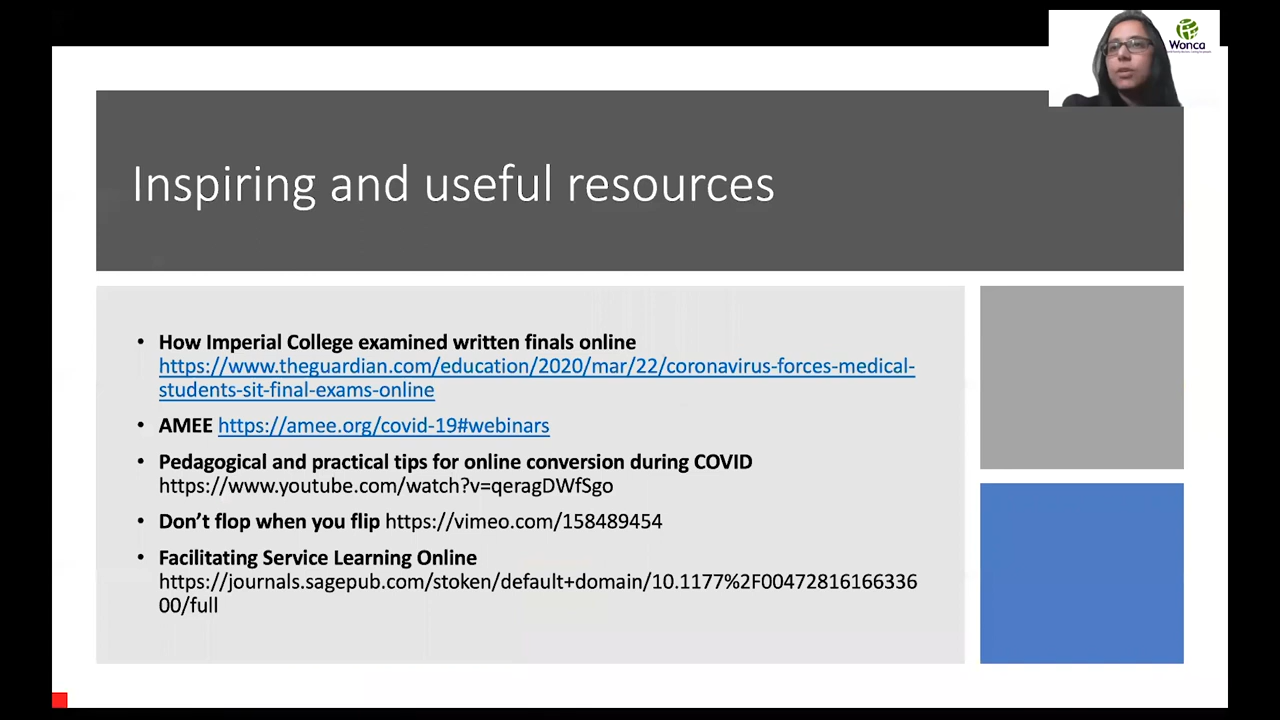 Wonca
Inspiring and useful resources
• How Imperial College examined written finals online
https://www.theguardian.com/education/2020/mar/22/coronavirus-forces-medical-
students-sit-final-exams-online
• AMEE https://amee.org/covid-19#webinars
• Pedagogical and practical tips for online conversion during COVID
https://www.youtube.com/watch?v=qeragDWfSgo
• Don’t flop when you flip https://vimeo.com/158489454
• Facilitating Service Learning Online
https://journals.sagepub.com/stoken/default+domain/10.1177%2F00472816166336
00/full